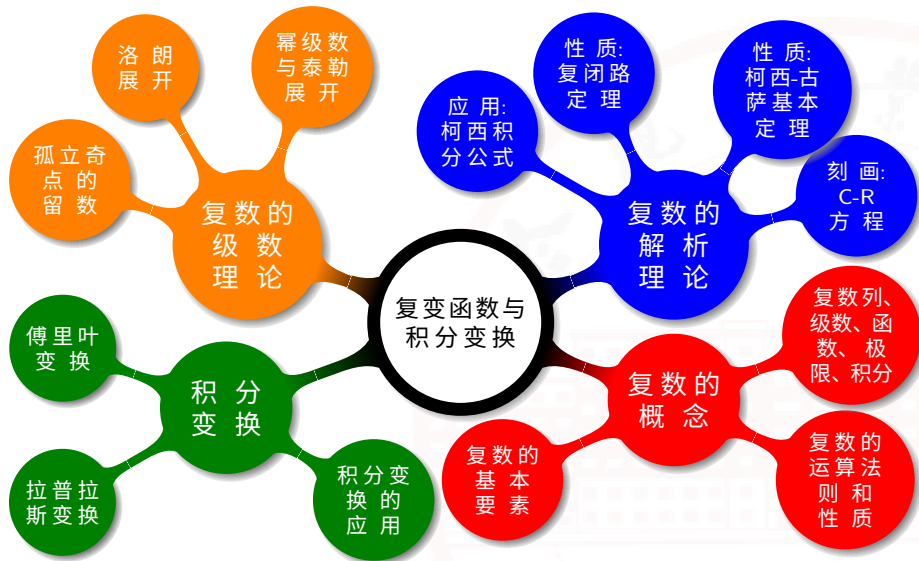 洛朗
展开
幂级数
与泰勒
展开
孤立奇
点的
留数
复数的
级数
理论
性质:
复闭路
定理
性质:
柯西-古
萨基本
定理
应用:
柯西积
分公式
刻画:
C-R
方程
复数的
解析
理论
复变函数与
积分变换
傅里叶
变换
积分
变换
拉普拉
斯变换
积分变
换的
应用
复数列、
级数、函
数、极
限、积分
复数的
概念
复数的
基本
要素
复数的
运算法
则和
性质